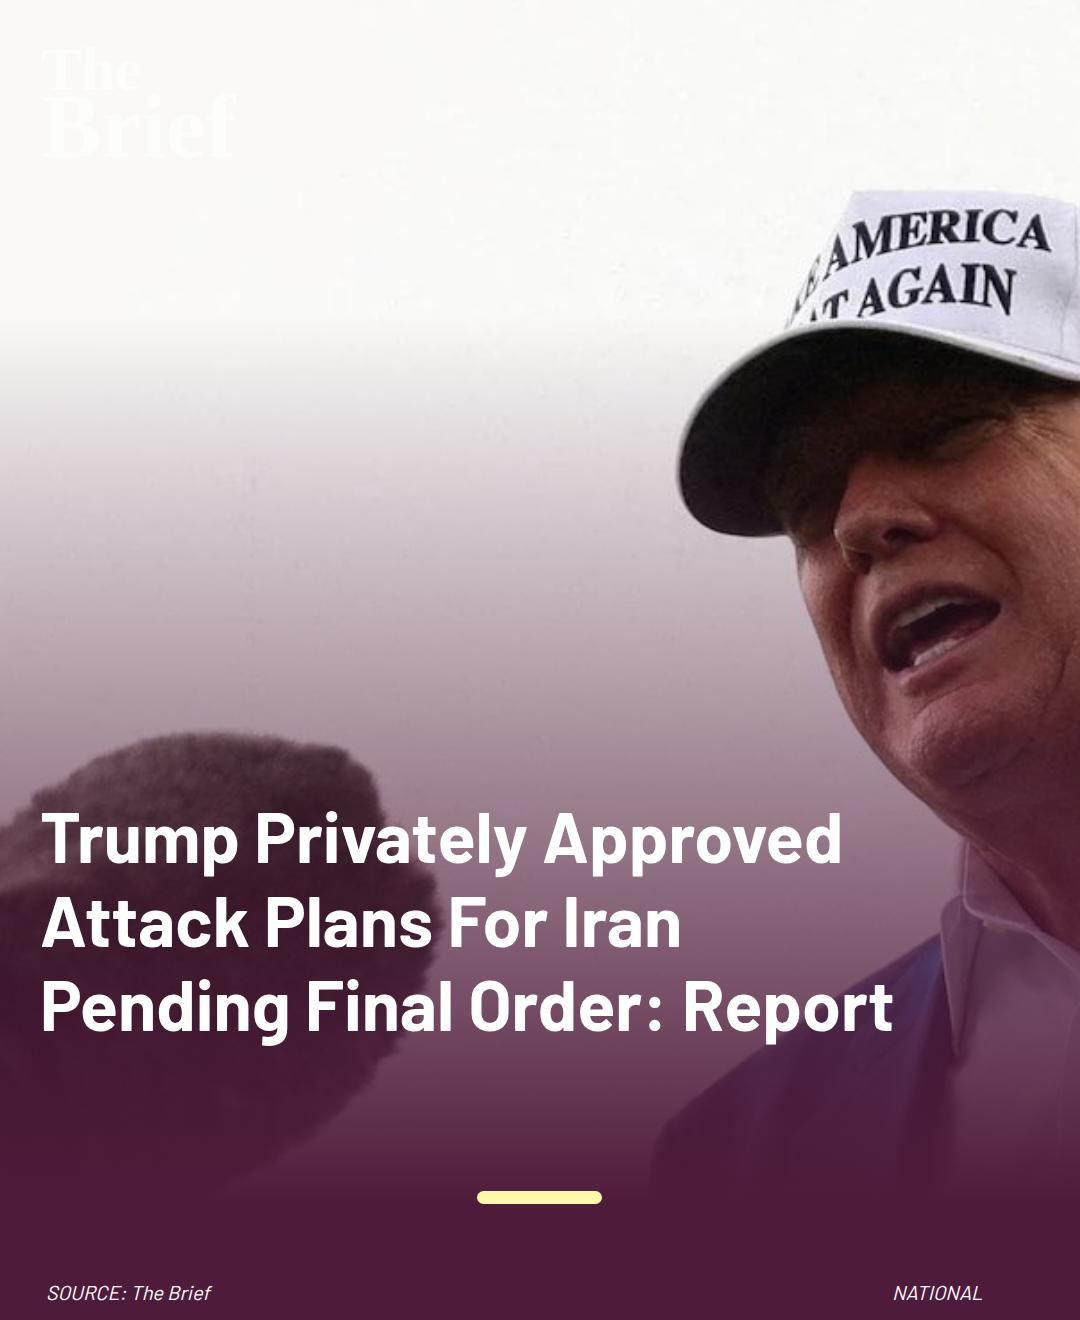 The
Brief
AMERICA
AGAIN
Trump Privately Approved
Attack Plans For Iran
Pending Final Order: Report
SOURCE: The Brief
NATIONAL